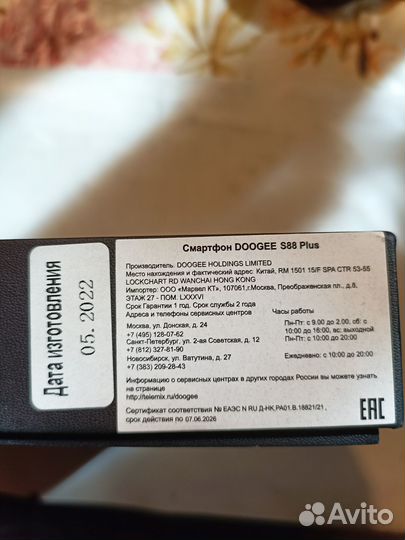 Дата изготовления
05. 2022
Смартфон DOOGEE S88 Plus
Производитель: DOOGEE HOLDINGS LIMITED
Место нахождения и фактический адрес: Китай, RM 1501 15/F SPA CTR 53-55
LOCKCHART RD WANCHAI HONG KONG
Импортер: ООО «Марвел КТ», 107061,г.Москва, Преображенская пл., д.8,
ЭТАЖ 27 - ПОМ. LXXXVI
Срок Гарантии 1 год. Срок службы 2 года
Адреса и телефоны сервисных центров
Часы работы
Москва, ул. Донская, д. 24
+7 (495) 128-07-62
Пн-Пт: с 9.00 до 2.00, сб: с
10:00 до 16:00; вс: выходной
Санкт-Петербург, ул. 2-ая Советская, д. 12
+7 (812) 327-81-90
Пн-Пт: с 10:00 до 20:00
Новосибирск, ул. Ватутина, д. 27
+7 (383) 209-28-43
Ежедневно: с 10:00 до 20:00
Информацию о сервисных центрах в других городах России вы можете узнать
на странице
http://telemix.ru/doogee
Сертификат соответствия № ЕАЭС N RU Д-HK.РА01.В.18821/21,
срок действия по 07.06.2026
EAC
Avito